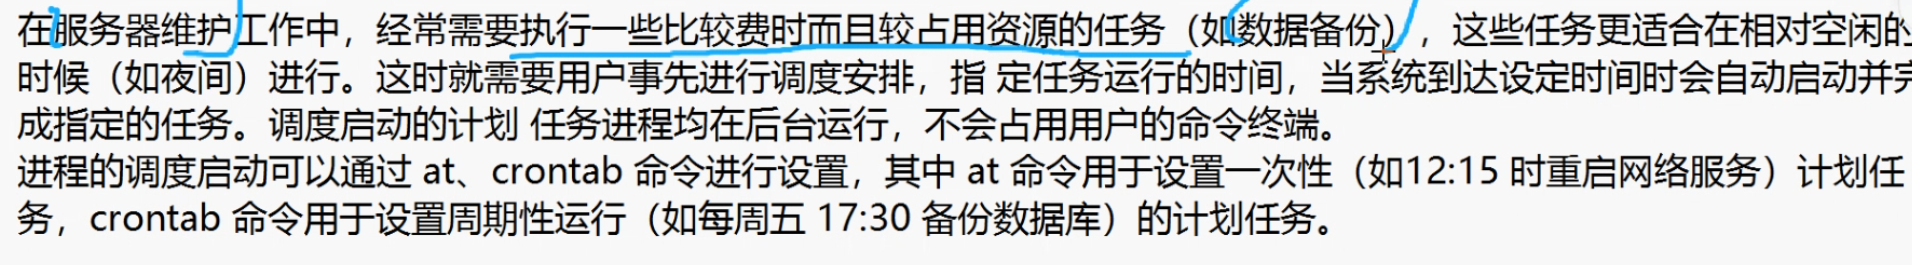 在服务器维护工作中，经常需要执行一些比较费时而且较占用资源的任务（如数据备份），这些任务更适合在相对空闲的
时候（如夜间）进行。这时就需要用户事先进行调度安排，指 定任务运行的时间，当系统到达设定时间时会自动启动并完
成指定的任务。调度启动的计划 任务进程均在后台运行，不会占用用户的命令终端。
进程的调度启动可以通过 at、crontab 命令进行设置，其中 at 命令用于设置一次性（如12:15 时重启网络服务）计划任
务，crontab 命令用于设置周期性运行（如每周五 17:30 备份数据库）的计划任务。